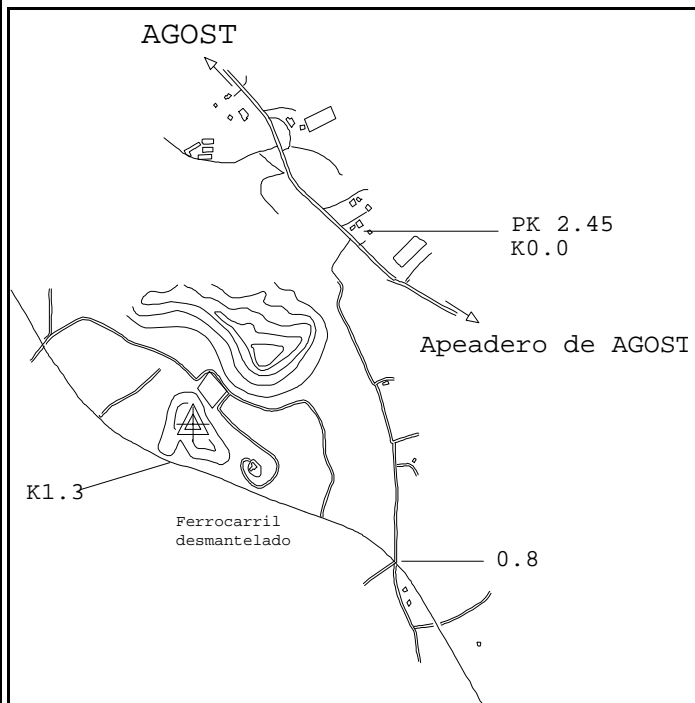 AGOST
PK 2.45
K0.0
Apeadero de AGOST
K1.3
Ferrocarril
desmantelado
0.8